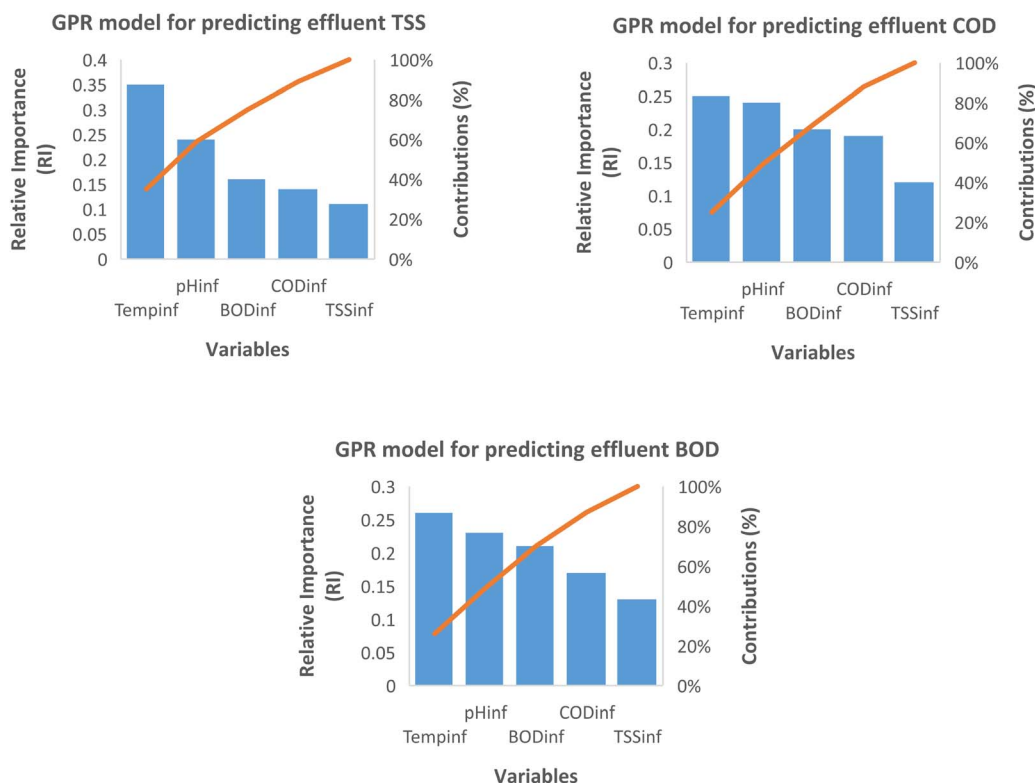 GPR model for predicting effluent TSS
Relative Importance
(RI)
0.4
0.35
0.3
0.25
0.2
0.15
0.1
0.05
0
100%
80%
60%
40%
20%
0%
Contributions (%)
pHinf CODinf
Tempinf BODinf TSSinf
Variables
GPR model for predicting effluent COD
Relative Importance
(RI)
0.3
0.25
0.2
0.15
0.1
0.05
0
100%
80%
60%
40%
20%
0%
Contributions (%)
pHinf CODinf
Tempinf BODinf TSSinf
Variables
GPR model for predicting effluent BOD
Relative Importance
(RI)
0.3
0.25
0.2
0.15
0.1
0.05
0
100%
80%
60%
40%
20%
0%
Contributions (%)
pHinf CODinf
Tempinf BODinf TSSinf
Variables